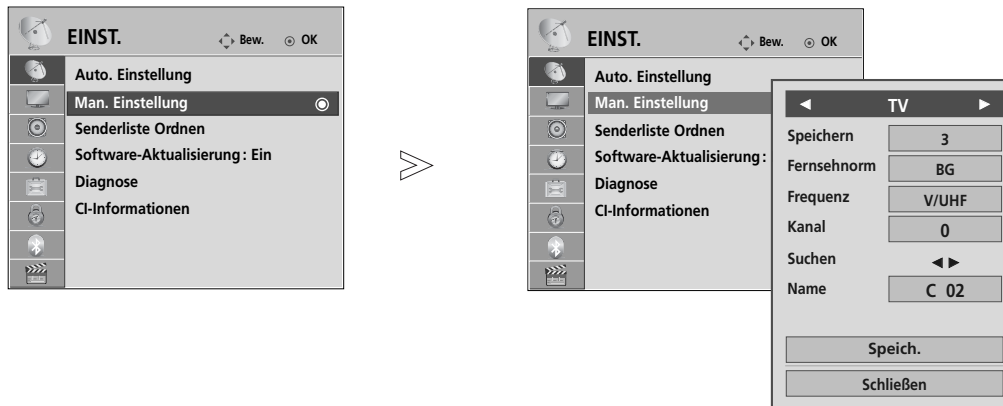 EINST. Bew. OK
Auto. Einstellung
Man. Einstellung
Senderliste Ordnen
Software-Aktualisierung : Ein
Diagnose
CI-Informationen
EINST. Bew. OK
Auto. Einstellung
Man. Einstellung
Senderliste Ordnen
Software-Aktualisierung :
Diagnose
CI-Informationen
◄ TV ►
Speichern 3
Fernsehnorm BG
Frequenz V/UHF
Kanal 0
Suchen ◄ ►
Name C 02
Speich.
Schließen